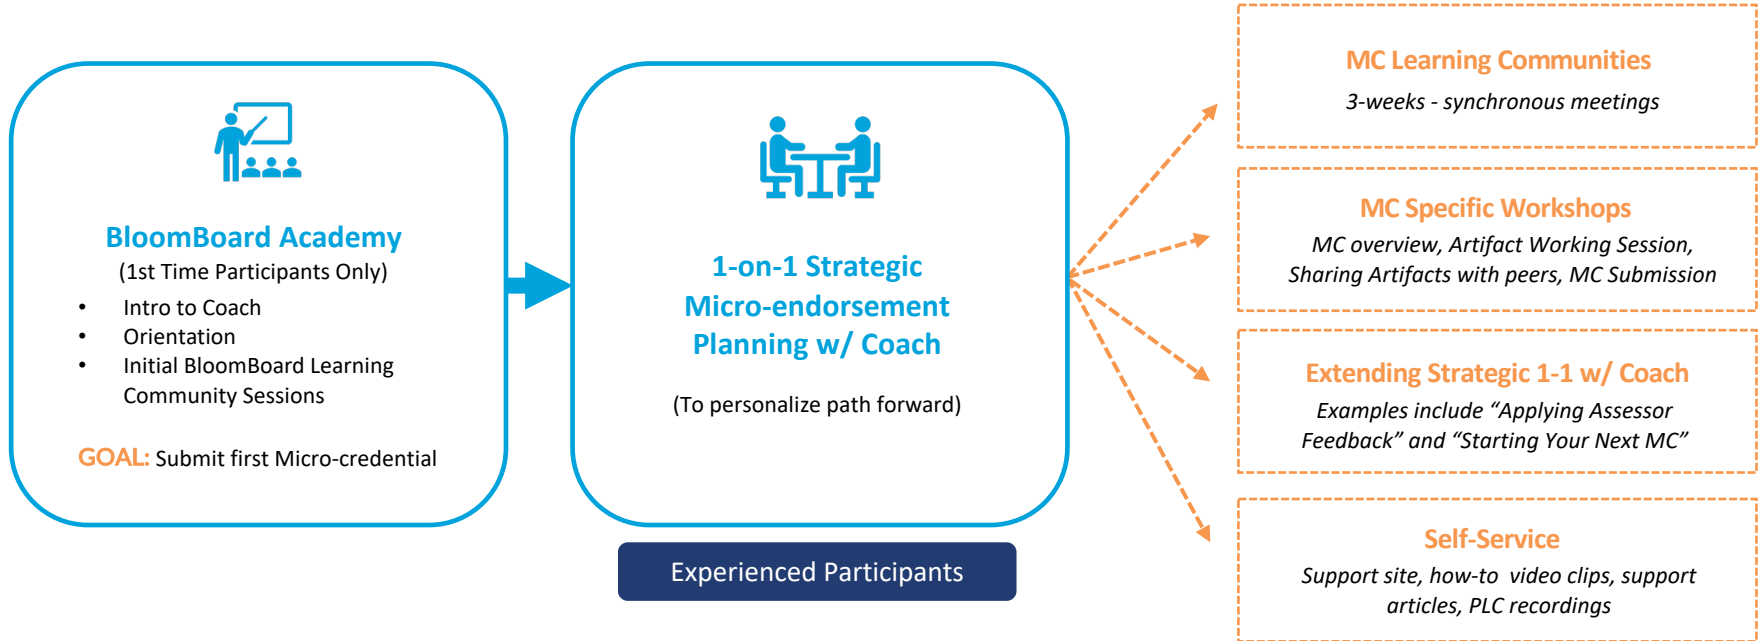 BloomBoard Academy
(1st Time Participants Only)
• Intro to Coach
• Orientation
• Initial BloomBoard Learning
Community Sessions
GOAL: Submit first Micro-credential
1-on-1 Strategic
Micro-endorsement
Planning w/ Coach
(To personalize path forward)
Experienced Participants
MC Learning Communities
3-weeks - synchronous meetings
MC Specific Workshops
MC overview, Artifact Working Session,
Sharing Artifacts with peers, MC Submission
Extending Strategic 1-1 w/ Coach
Examples include “Applying Assessor
Feedback” and “Starting Your Next MC”
Self-Service
Support site, how-to video clips, support
articles, PLC recordings